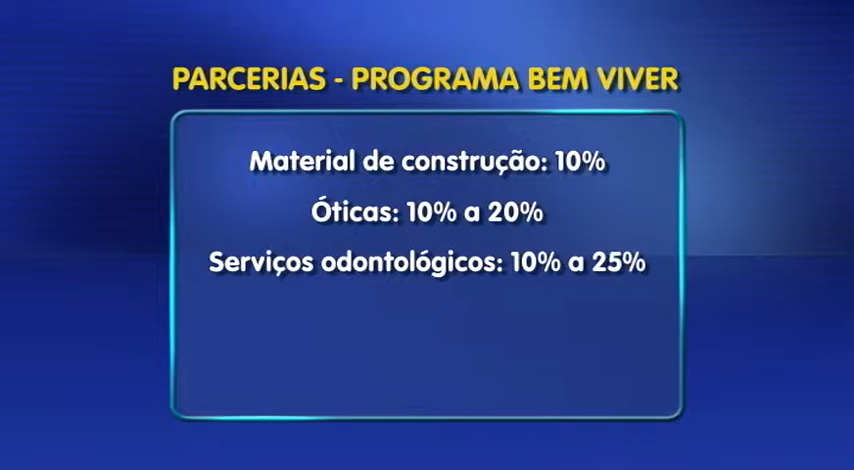 PARCERIAS - PROGRAMA BEM VIVER
Material de construção: 10%
Óticas: 10% a 20%
Serviços odontológicos: 10% a 25%